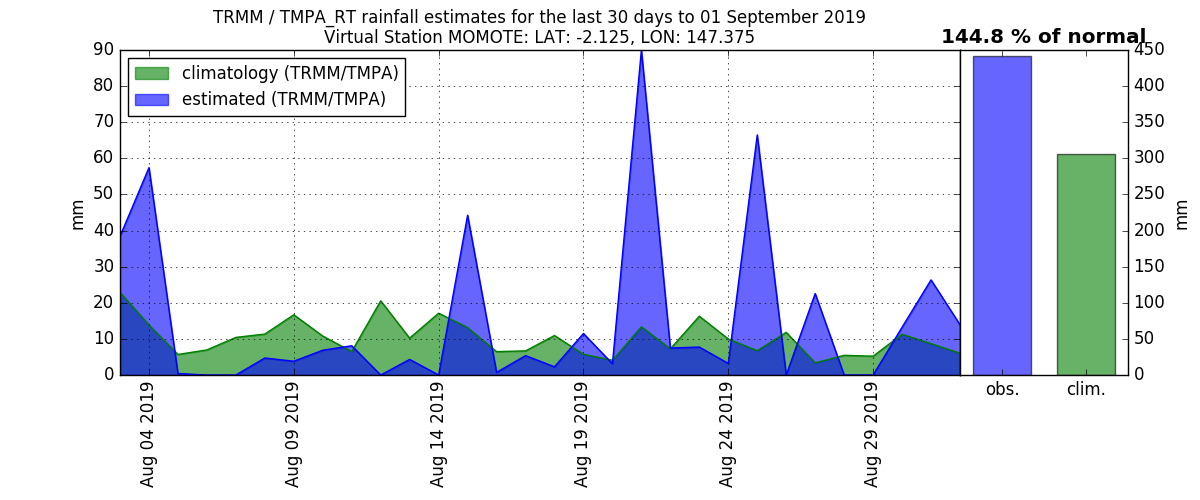 TRMM / TMPA_RT rainfall estimates for the last 30 days to 01 September 2019
Virtual Station MOMOTE: LAT: -2.125, LON: 147.375
144.8 % of normal
climatology (TRMM/TMPA)
estimated (TRMM/TMPA)
mm
90
80
70
60
50
40
30
20
10
0
Aug 04 2019
Aug 09 2019
Aug 14 2019
Aug 19 2019
Aug 24 2019
Aug 29 2019
obs.
clim.
450
400
350
300
250
200
150
100
50
0
mm